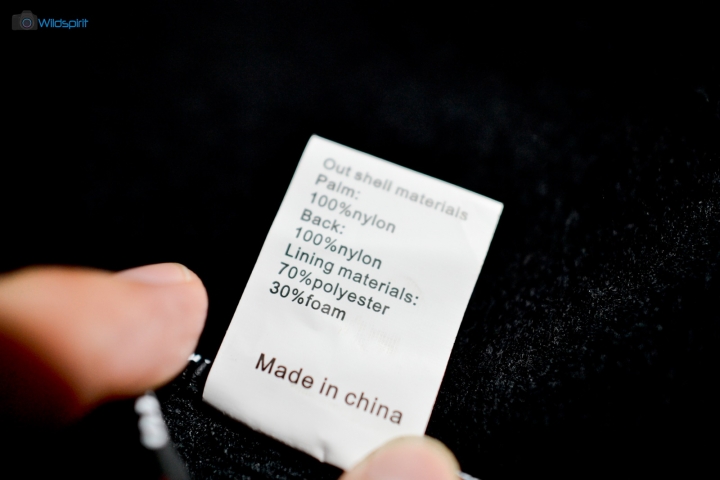 Wildspirit
Out shell materials
Palm:
100%nylon
Back:
100%nylon
Lining materials:
70%polyester
30%foam
Made in china